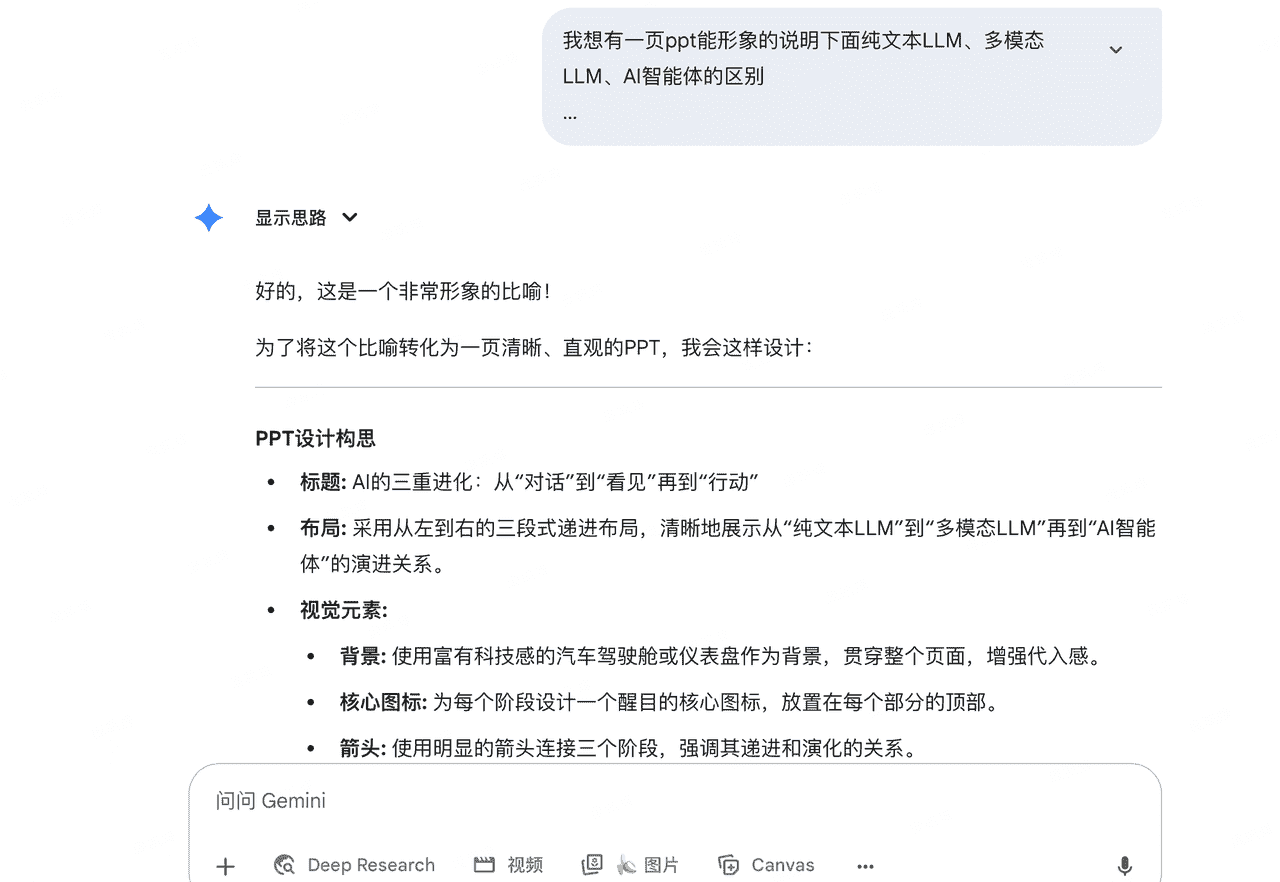 我想有一页ppt能形象的说明下面纯文本LLM、多模态
LLM、AI智能体的区别
...
显示思路
好的，这是一个非常形象的比喻！
为了将这个比喻转化为一页清晰、直观的PPT，我会这样设计：
PPT设计构思
• 标题: AI的三重进化：从“对话”到“看见”再到“行动”
• 布局: 采用从左到右的三段式递进布局，清晰地展示从“纯文本LLM”到“多模态LLM”再到“AI智能
体”的演进关系。
• 视觉元素:
• 背景: 使用富有科技感的汽车驾驶舱或仪表盘作为背景，贯穿整个页面，增强代入感。
• 核心图标: 为每个阶段设计一个醒目的核心图标，放置在每个部分的顶部。
• 箭头: 使用明显的箭头连接三个阶段，强调其递进和演化的关系。
问问 Gemini
Deep Research 视频 图片 Canvas